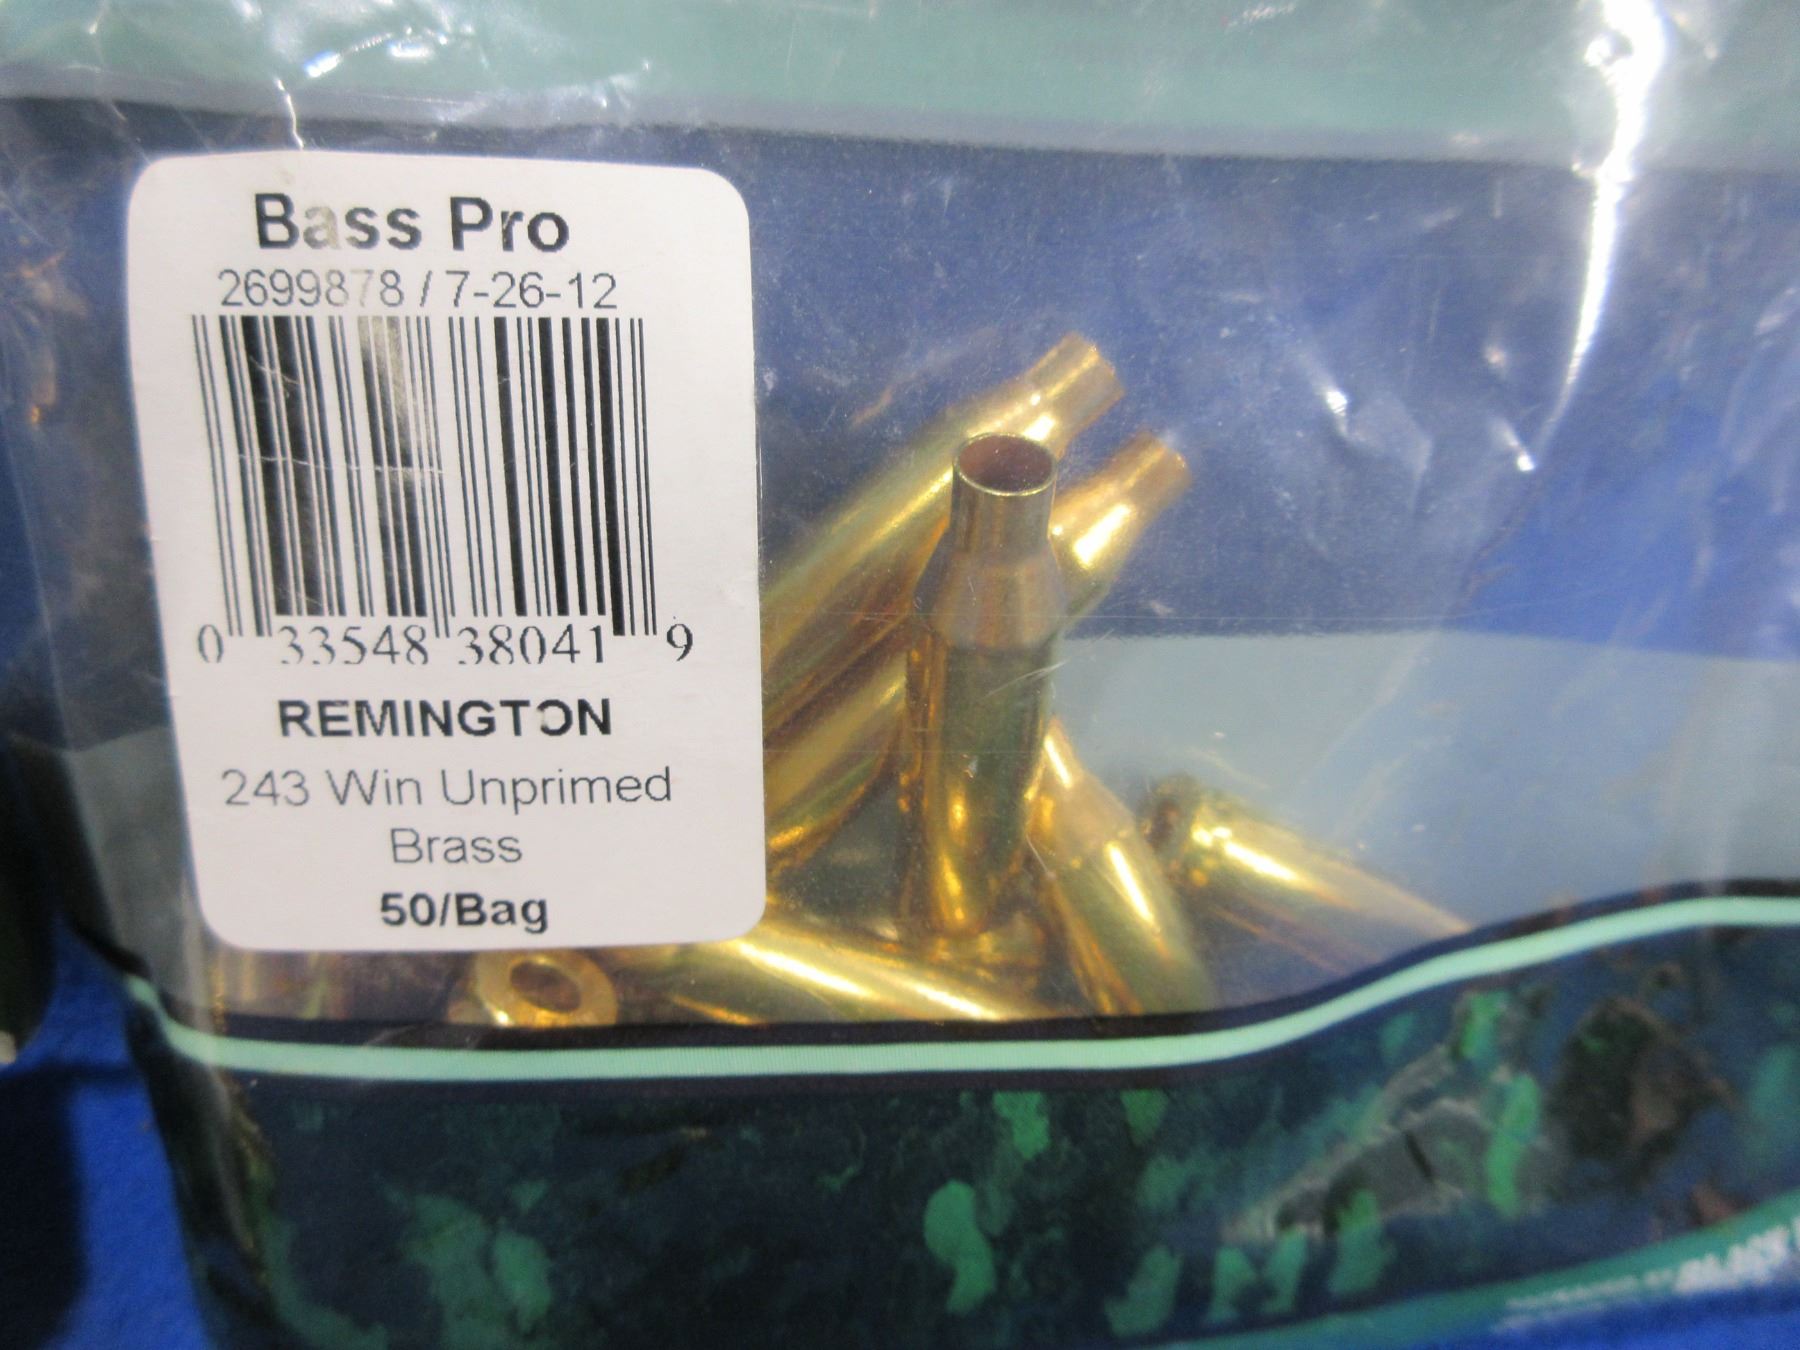 Bass Pro
2699878 / 7-26-12
0 33548 38041 9
REMINGTON
243 Win Unprimed
Brass
50/Bag